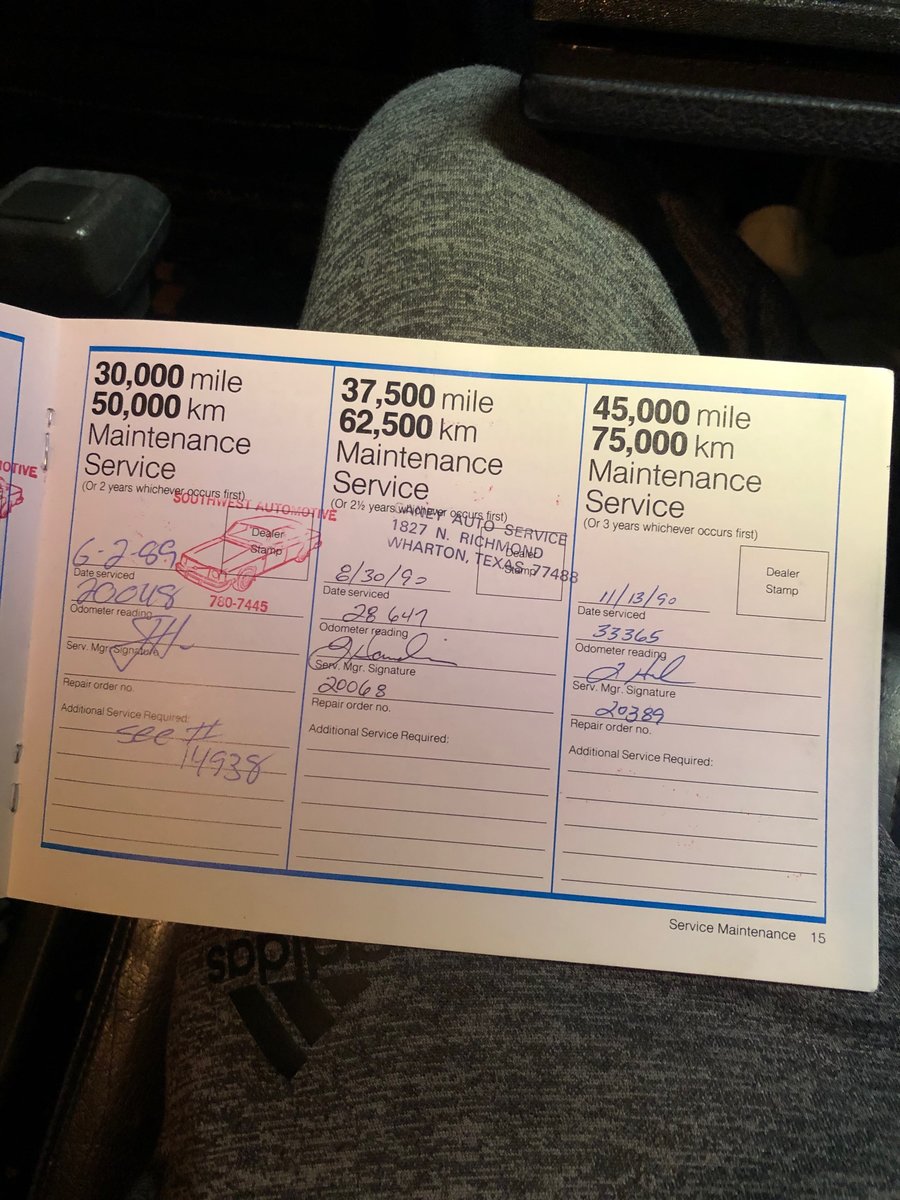 30,000 mile
50,000 km
Maintenance
Service
(Or 2 years whichever occurs first)
SOUTHWEST AUTOMOTIVE
Dealer
Stamp
780-7445
6-2-89
Date serviced
20048
Odometer reading
Serv. Mgr. Signature
Repair order no.
Additional Service Required:
see #
14938
37,500 mile
62,500 km
Maintenance
Service
(Or 2½ years whichever occurs first)
AUTO SERVICE
1827 N. RICHMOND
WHARTON, TEXAS 77488
Dealer
Stamp
8/30/90
Date serviced
28647
Odometer reading
Serv. Mgr. Signature
20068
Repair order no.
Additional Service Required:
45,000 mile
75,000 km
Maintenance
Service
(Or 3 years whichever occurs first)
Dealer
Stamp
11/13/90
Date serviced
33365
Odometer reading
Serv. Mgr. Signature
20389
Repair order no.
Additional Service Required:
Service Maintenance 15
adidas